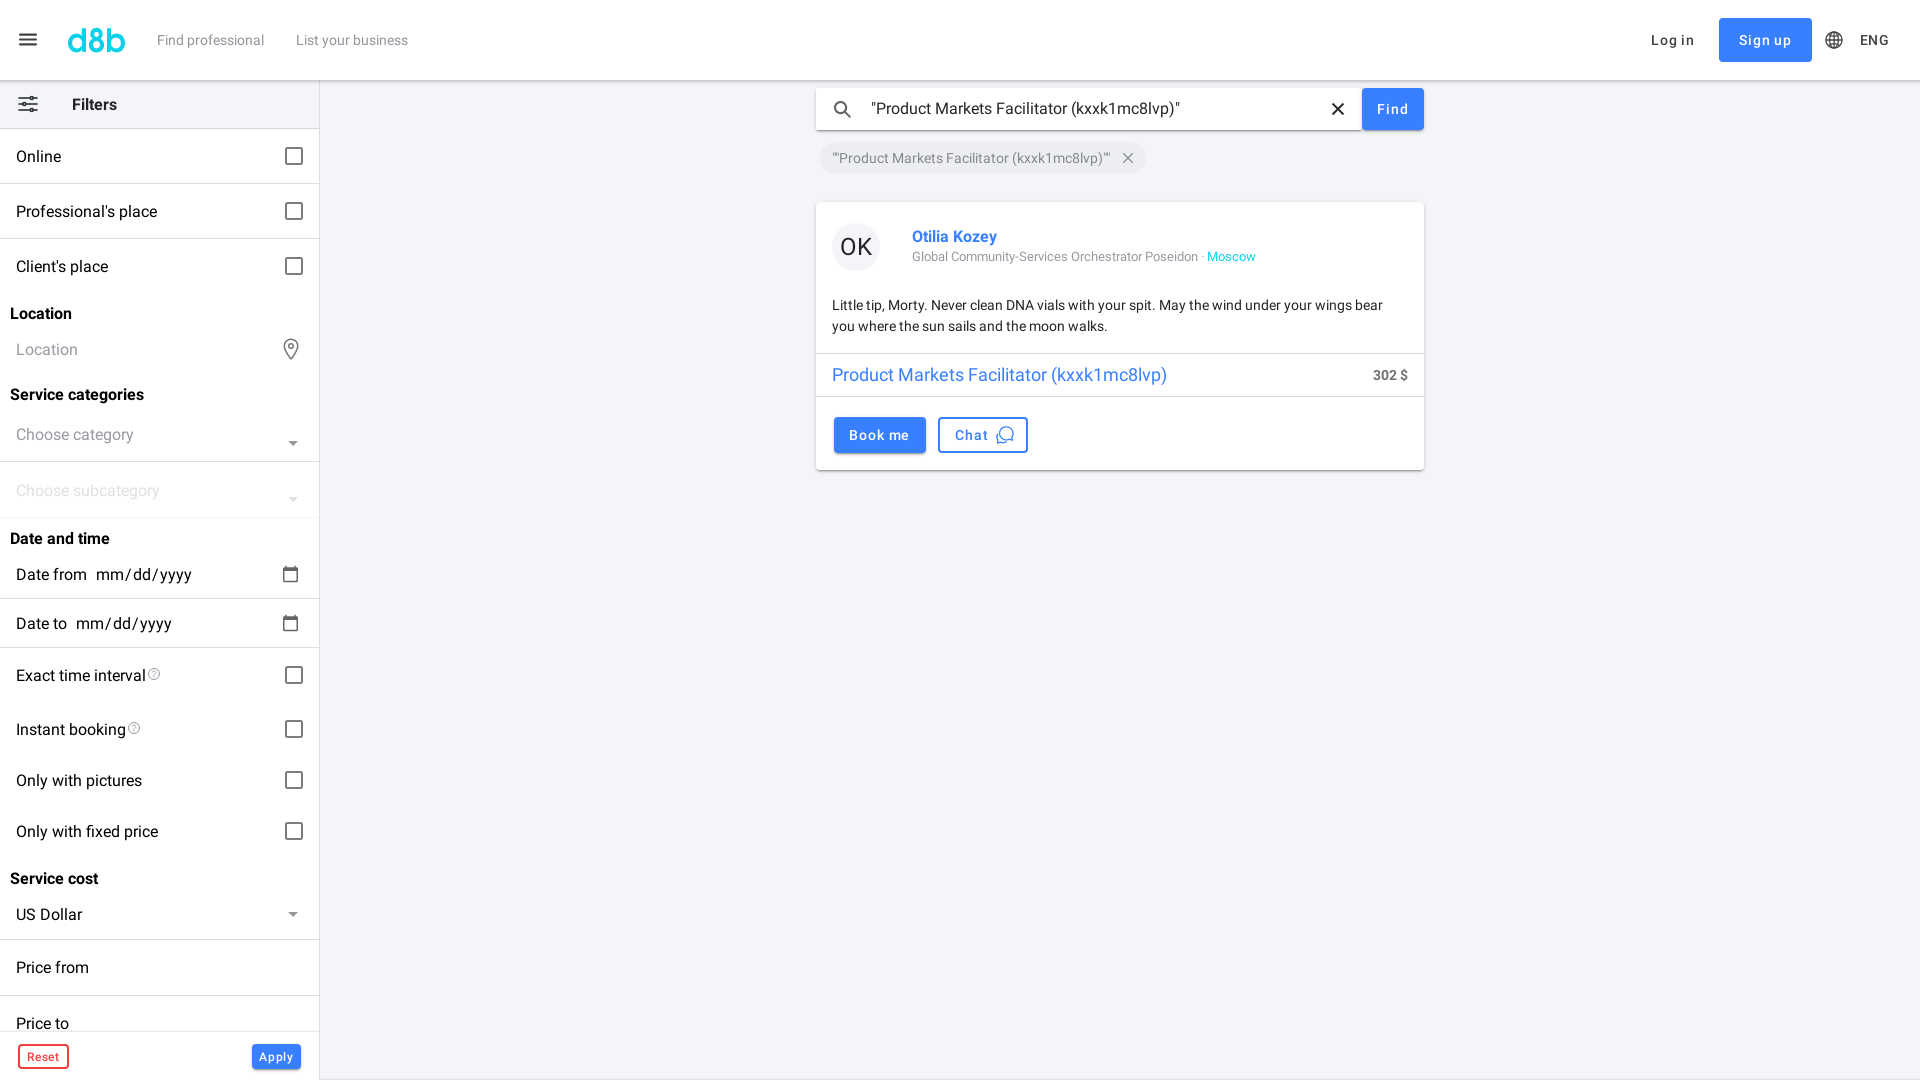 d8b
Find professional
List your business
Log in
Sign up
ENG
Filters
Online
Professional's place
Client's place
Location
Location
Service categories
Choose category
Choose subcategory
Date and time
Date from mm/dd/yyyy
Date to mm/dd/yyyy
Exact time interval
Instant booking
Only with pictures
Only with fixed price
Service cost
US Dollar
Price from
Price to
Reset
Apply
"Product Markets Facilitator (kxxk1mc8lvp)"
Find
""Product Markets Facilitator (kxxk1mc8lvp)""
OK
Otilia Kozey
Global Community-Services Orchestrator Poseidon · Moscow
Little tip, Morty. Never clean DNA vials with your spit. May the wind under your wings bear
you where the sun sails and the moon walks.
Product Markets Facilitator (kxxk1mc8lvp)
302 $
Book me
Chat